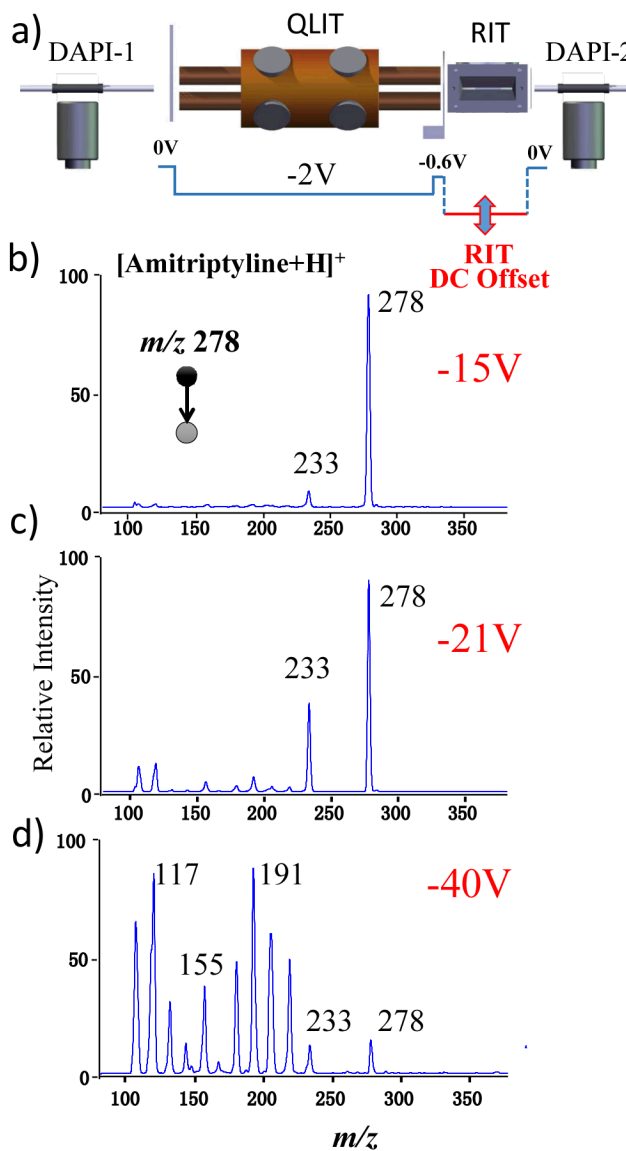 a)
QLIT
RIT
DAPI-1
DAPI-2
0V
-2V
-0.6V
0V
RIT
DC Offset
b)
[Amitriptyline+H]+
100
50
0
m/z 278
278
233
-15V
100
150
200
250
300
350
c)
100
50
0
278
233
-21V
100
150
200
250
300
350
Relative Intensity
d)
100
50
0
117
191
155
233
278
-40V
100
150
200
250
300
350
m/z